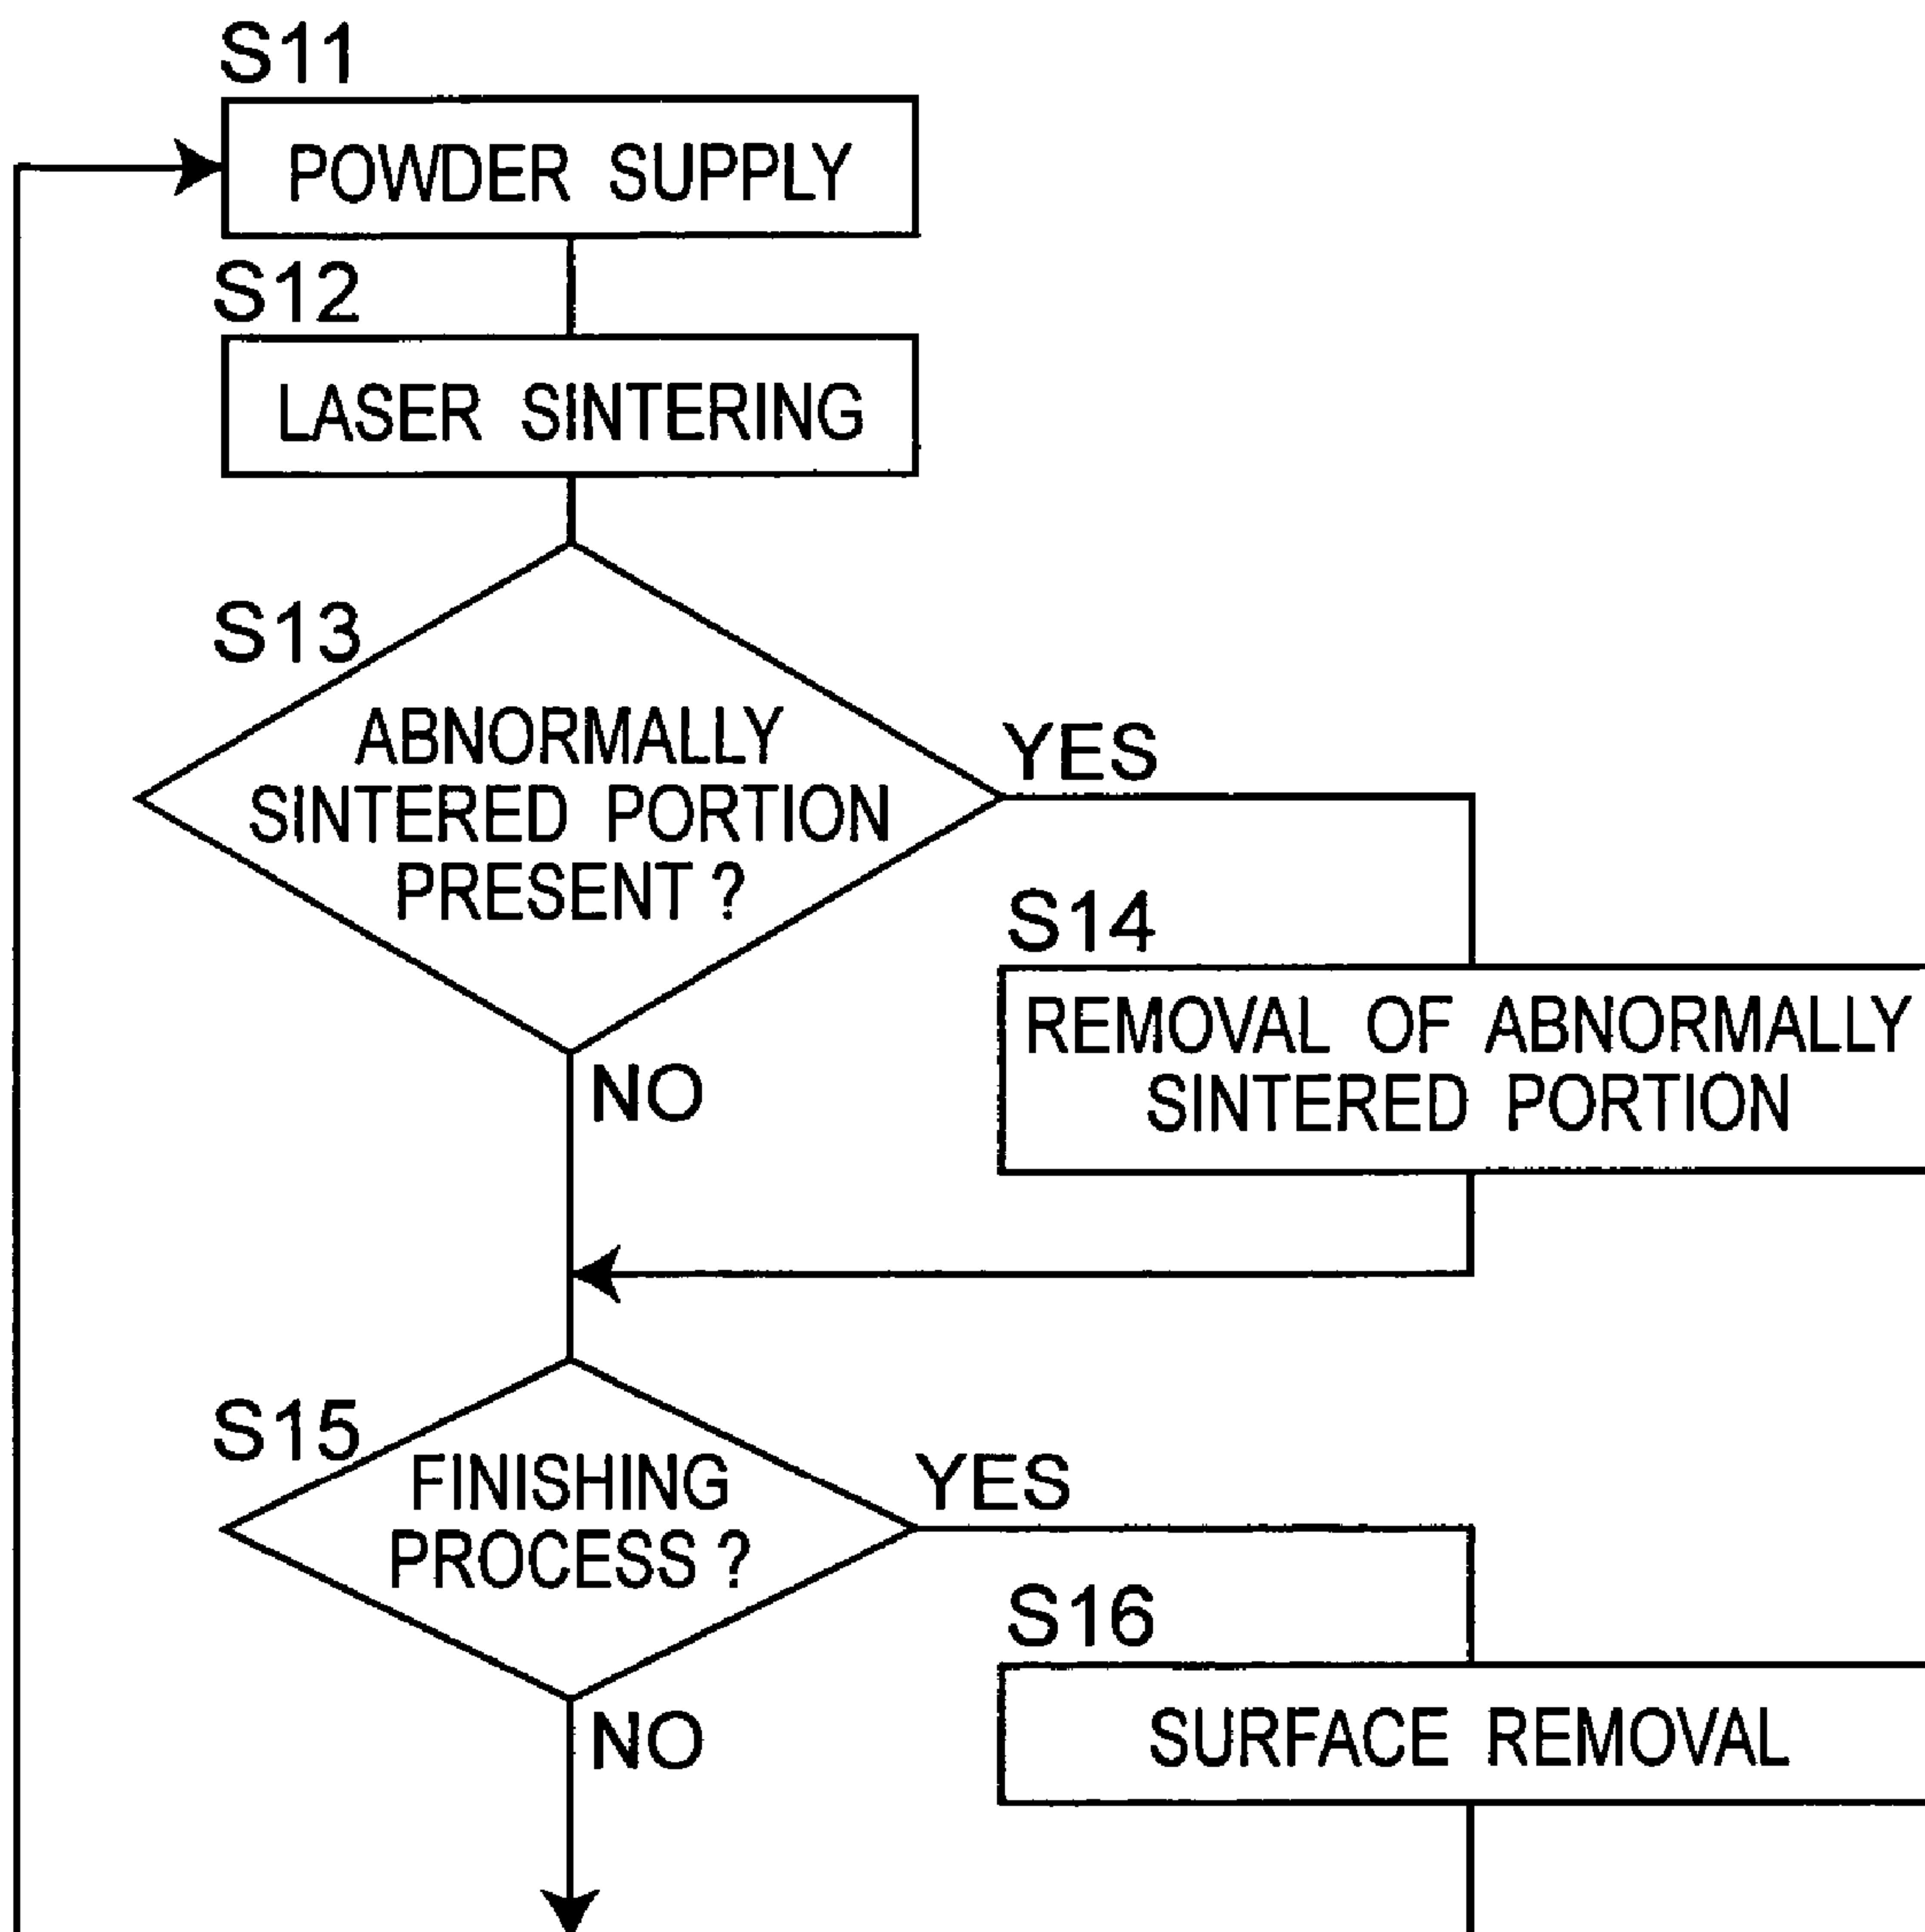 S11
POWDER SUPPLY
S12
LASER SINTERING
S13
ABNORMALLY
SINTERED PORTION
PRESENT ?
YES
S14
REMOVAL OF ABNORMALLY
SINTERED PORTION
NO
S15
FINISHING
PROCESS ?
YES
S16
SURFACE REMOVAL
NO